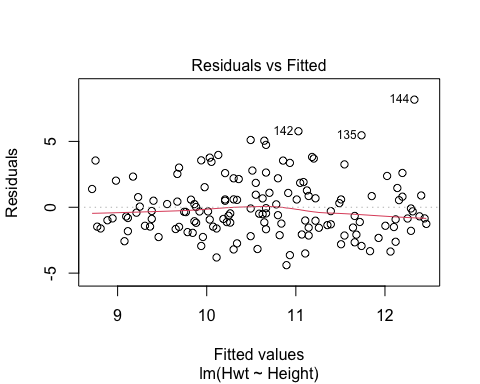 Residuals vs Fitted
144
142
135
Residuals
5
0
-5
9
10
11
12
Fitted values
lm(Hwt ~ Height)